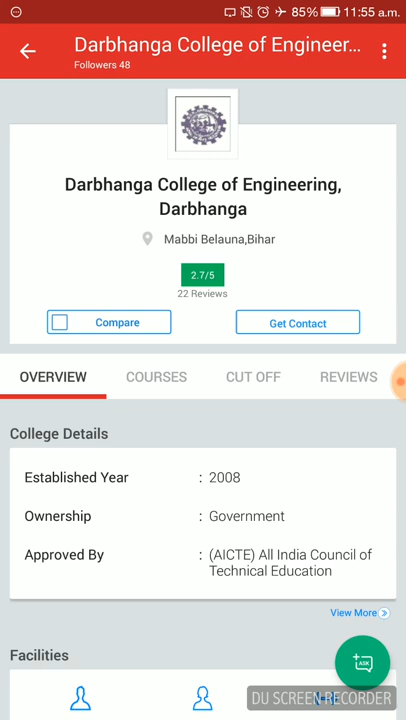 85% 11:55 a.m.
Darbhanga College of Engineer...
Followers 48
Darbhanga College of Engineering,
Darbhanga
Mabbi Belauna,Bihar
2.7/5
22 Reviews
Compare
Get Contact
OVERVIEW COURSES CUT OFF REVIEWS
College Details
Established Year : 2008
Ownership : Government
Approved By : (AICTE) All India Council of
Technical Education
View More
ASK
Facilities
DU SCREEN RECORDER